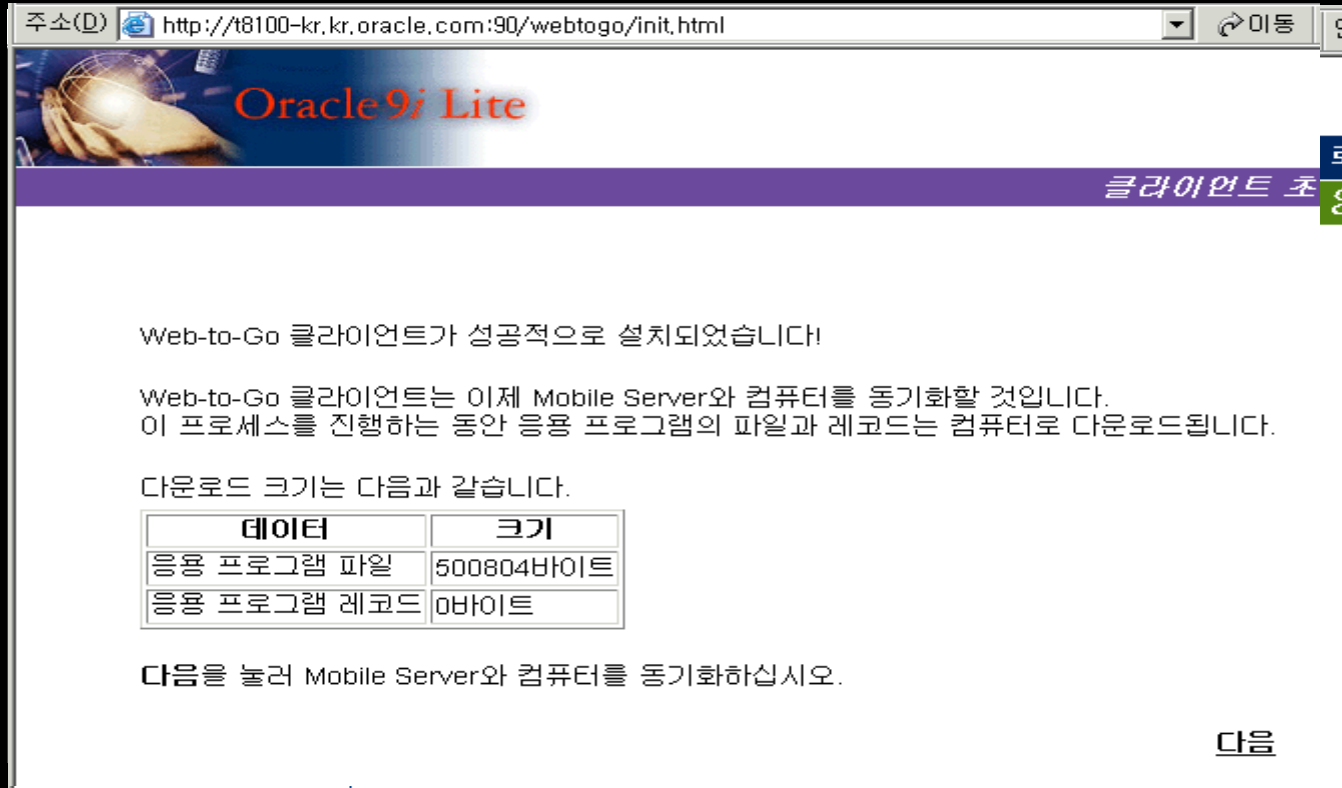 주소(D) http://t8100-kr.kr.oracle.com:90/webtogo/init.html 이동
Oracle9i Lite
클라이언트 초
Web-to-Go 클라이언트가 성공적으로 설치되었습니다!
Web-to-Go 클라이언트는 이제 Mobile Server와 컴퓨터를 동기화할 것입니다.
이 프로세스를 진행하는 동안 응용 프로그램의 파일과 레코드는 컴퓨터로 다운로드됩니다.
다운로드 크기는 다음과 같습니다.
데이터 크기
응용 프로그램 파일 500804바이트
응용 프로그램 레코드 0바이트
다음을 눌러 Mobile Server와 컴퓨터를 동기화하십시오.
다음